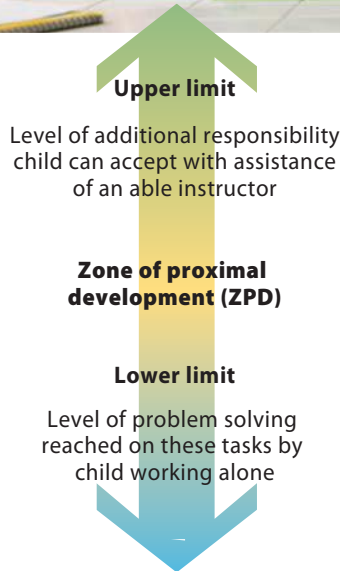 Upper limit
Level of additional responsibility
child can accept with assistance
of an able instructor
Zone of proximal
development (ZPD)
Lower limit
Level of problem solving
reached on these tasks by
child working alone